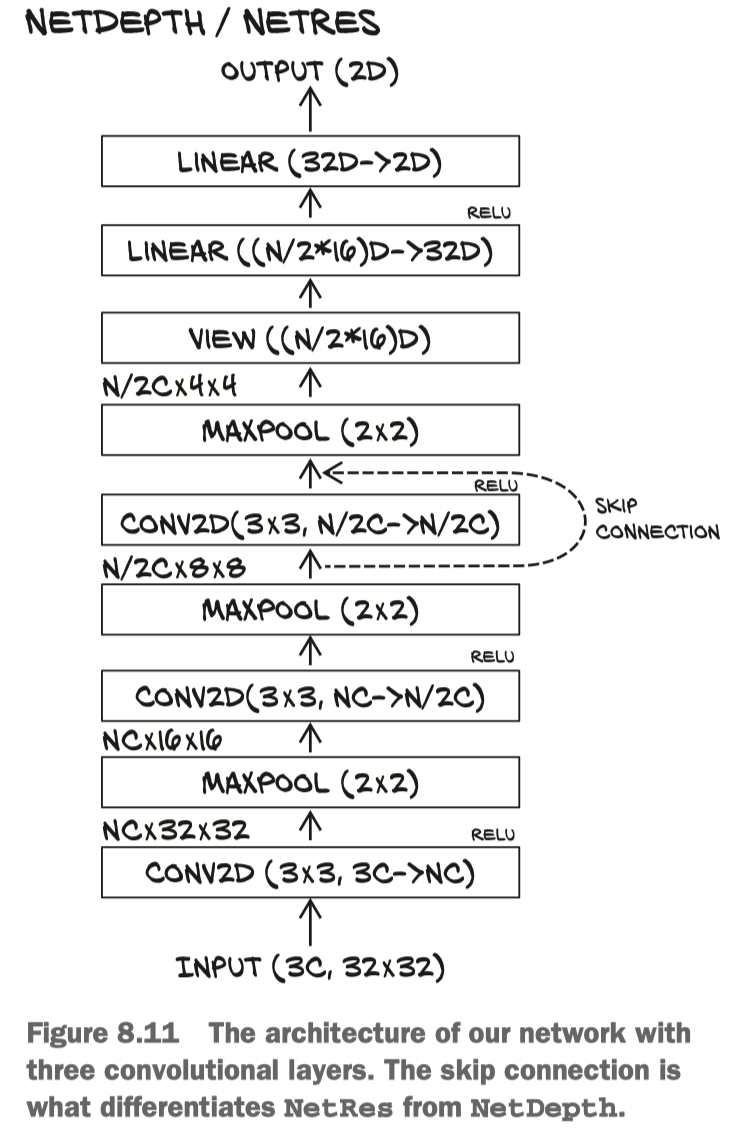 NETDEPTH / NETRES
OUTPUT (2D)
LINEAR (32D->2D)
RELU
LINEAR ((N/2*16)D->32D)
VIEW ((N/2*16)D)
N/2CX4X4
MAXPOOL (2X2)
RELU
SKIP
CONNECTION
CONV2D(3X3, N/2C->N/2C)
N/2CX8X8
MAXPOOL (2X2)
RELU
CONV2D(3X3, NC->N/2C)
NCX16X16
MAXPOOL (2X2)
NCX32X32
RELU
CONV2D (3X3, 3C->NC)
INPUT (3C, 32X32)
Figure 8.11 The architecture of our network with
three convolutional layers. The skip connection is
what differentiates NetRes from NetDepth.